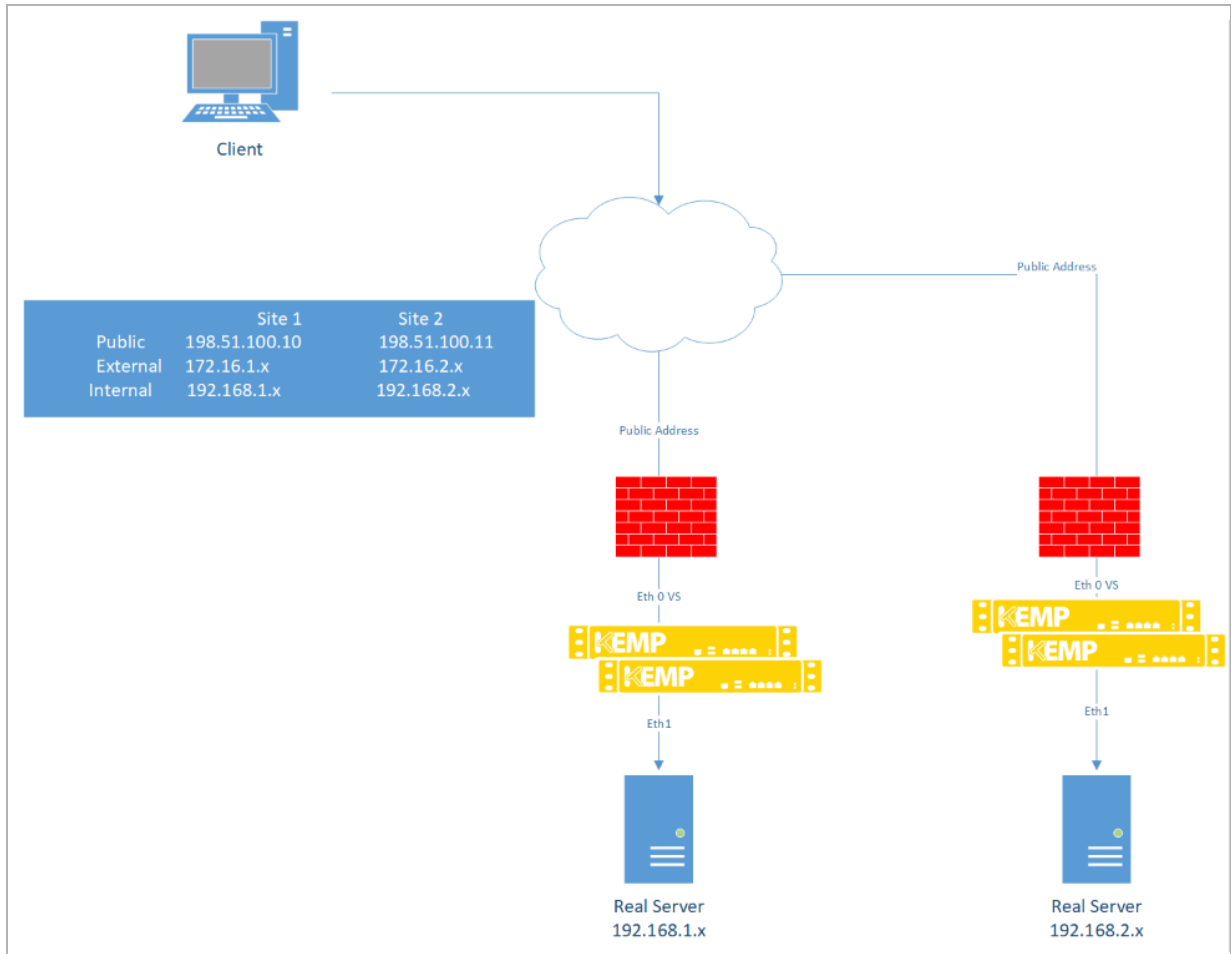 Client
Public Address
Site 1 Site 2
Public 198.51.100.10 198.51.100.11
External 172.16.1.x 172.16.2.x
Internal 192.168.1.x 192.168.2.x
Public Address
Eth 0 VS
Eth 0 VS
KEMP
KEMP
KEMP
KEMP
Eth1
Eth1
Real Server
192.168.1.x
Real Server
192.168.2.x